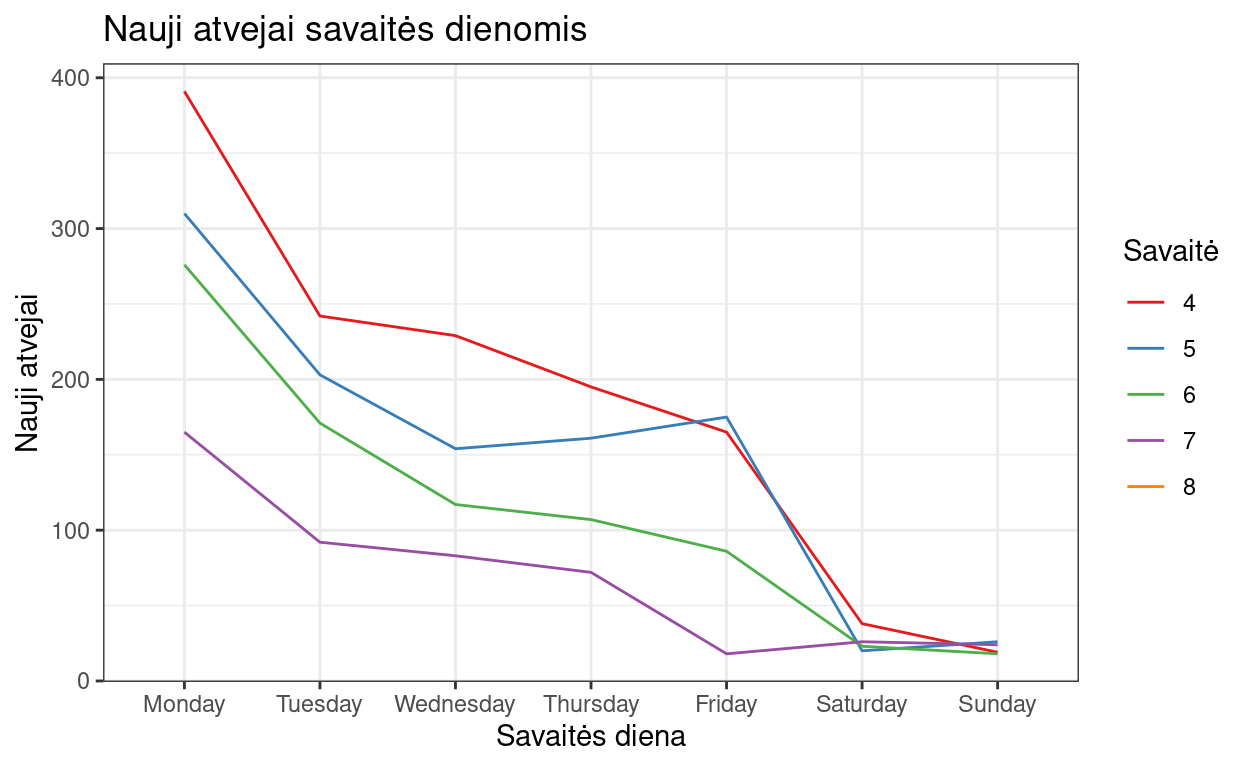 Nauji atvejai savaitės dienomis
Nauji atvejai
400
300
200
100
0
Monday Tuesday Wednesday Thursday Friday Saturday Sunday
Savaitės diena
Savaitė
4
5
6
7
8